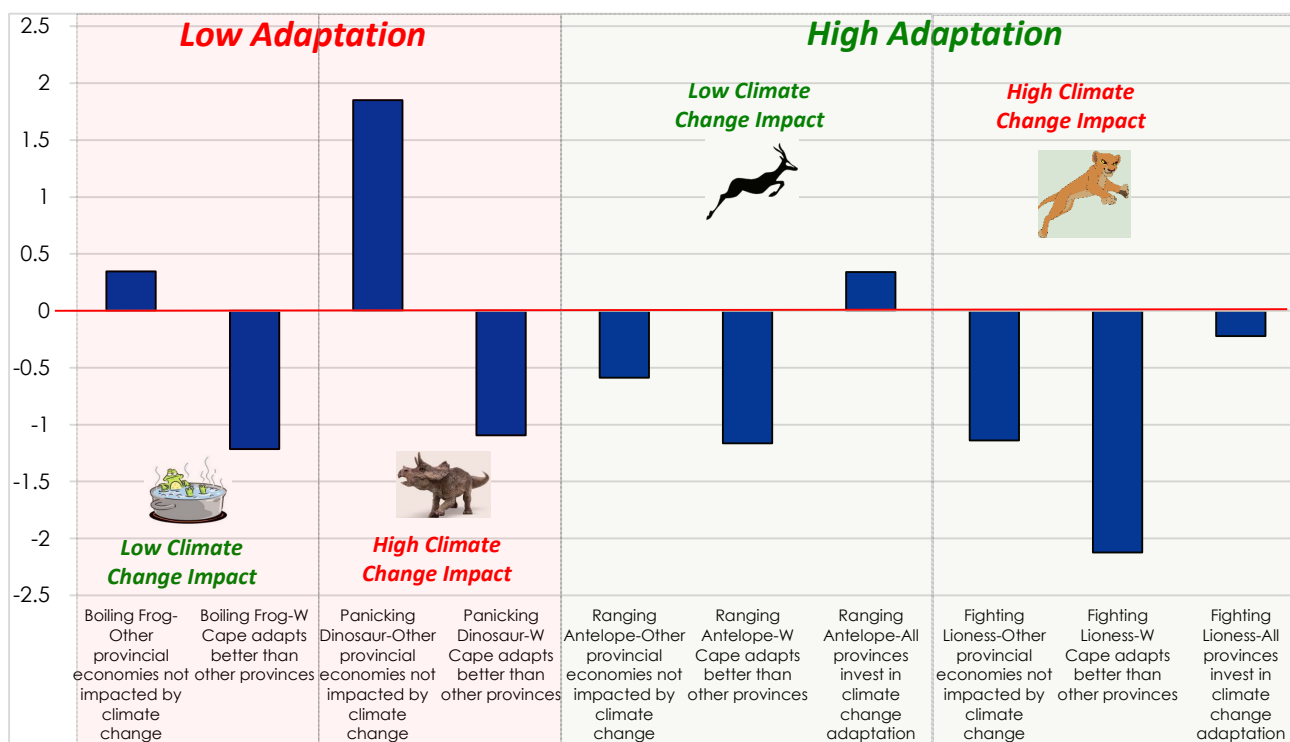 Low Adaptation
High Adaptation
2.5
2
1.5
1
0.5
0
-0.5
-1
-1.5
-2
-2.5
Low Climate
Change Impact
High Climate
Change Impact
Low Climate
Change Impact
High Climate
Change Impact
Boiling Frog-
Other
provincial
economies not
impacted by
climate
change
Boiling Frog-W
Cape adapts
better than
other provinces
Panicking
Dinosaur-Other
provincial
economies not
impacted by
climate
change
Panicking
Dinosaur-W
Cape adapts
better than
other provinces
Ranging
Antelope-Other
provincial
economies not
impacted by
climate
change
Ranging
Antelope-W
Cape adapts
better than
other provinces
Ranging
Antelope-All
provinces
invest in
climate
change
adaptation
Fighting
Lioness-Other
provincial
economies not
impacted by
climate
change
Fighting
Lioness-W
Cape adapts
better than
other provinces
Fighting
Lioness-All
provinces
invest in
climate
change
adaptation